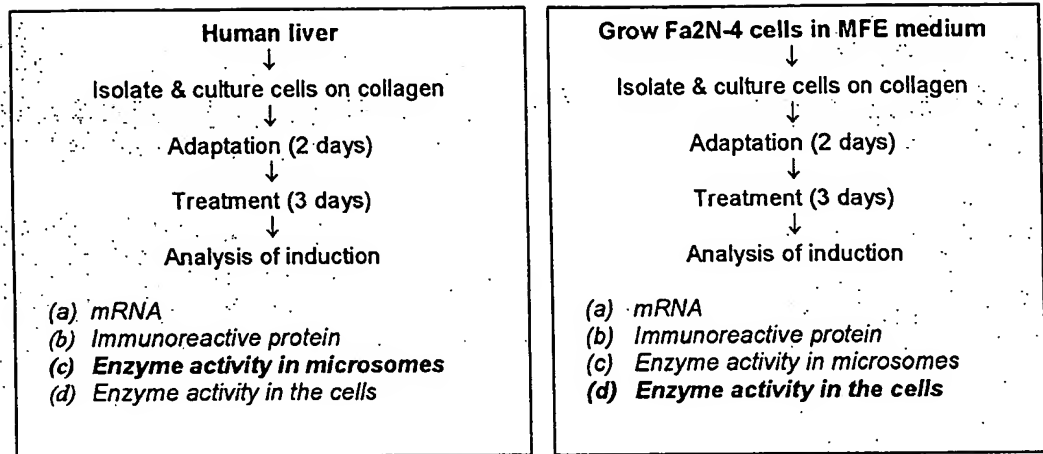 Human liver
↓
Isolate & culture cells on collagen
↓
Adaptation (2 days)
↓
Treatment (3 days)
↓
Analysis of induction
(a) mRNA
(b) Immunoreactive protein
(c) Enzyme activity in microsomes
(d) Enzyme activity in the cells
Grow Fa2N-4 cells in MFE medium
↓
Isolate & culture cells on collagen
↓
Adaptation (2 days)
↓
Treatment (3 days)
↓
Analysis of induction
(a) mRNA
(b) Immunoreactive protein
(c) Enzyme activity in microsomes
(d) Enzyme activity in the cells